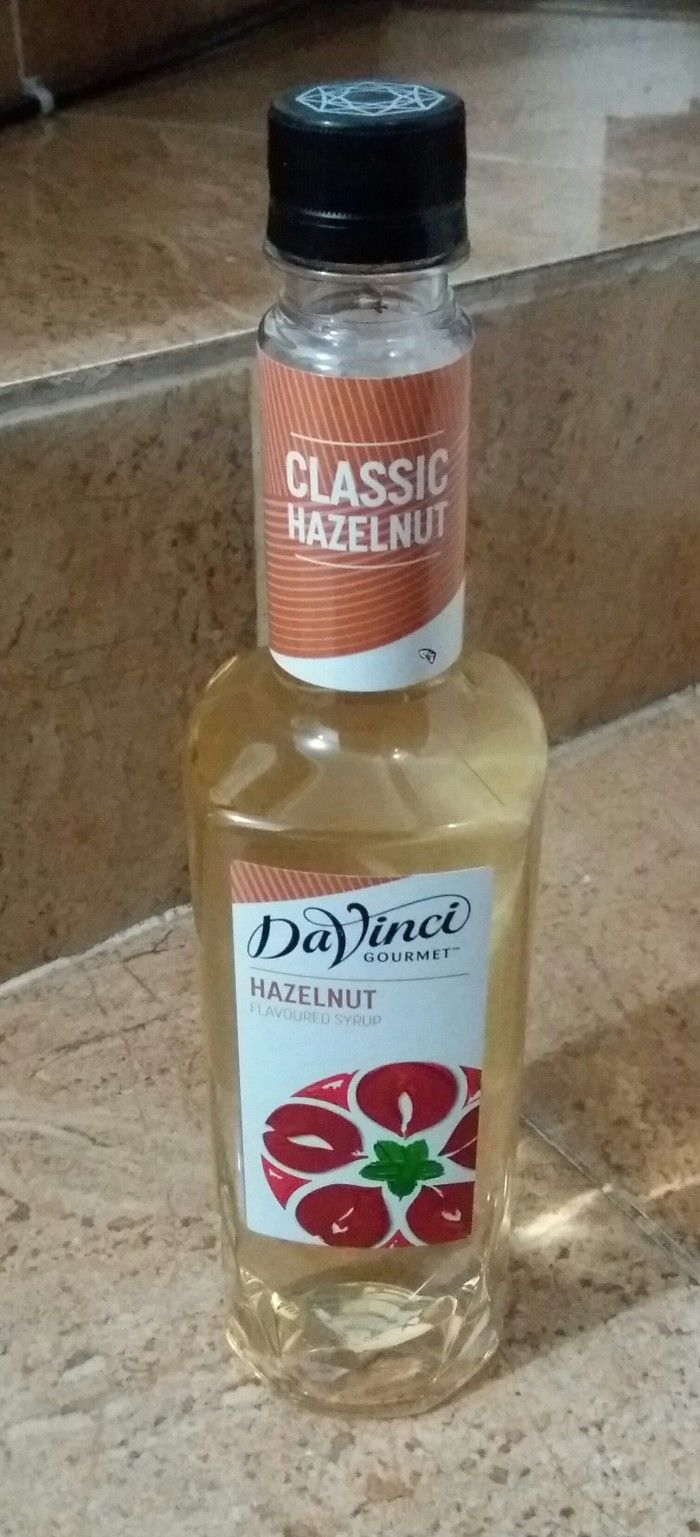 CLASSIC
HAZELNUT
DaVinci
GOURMET™
HAZELNUT
FLAVOURED SYRUP